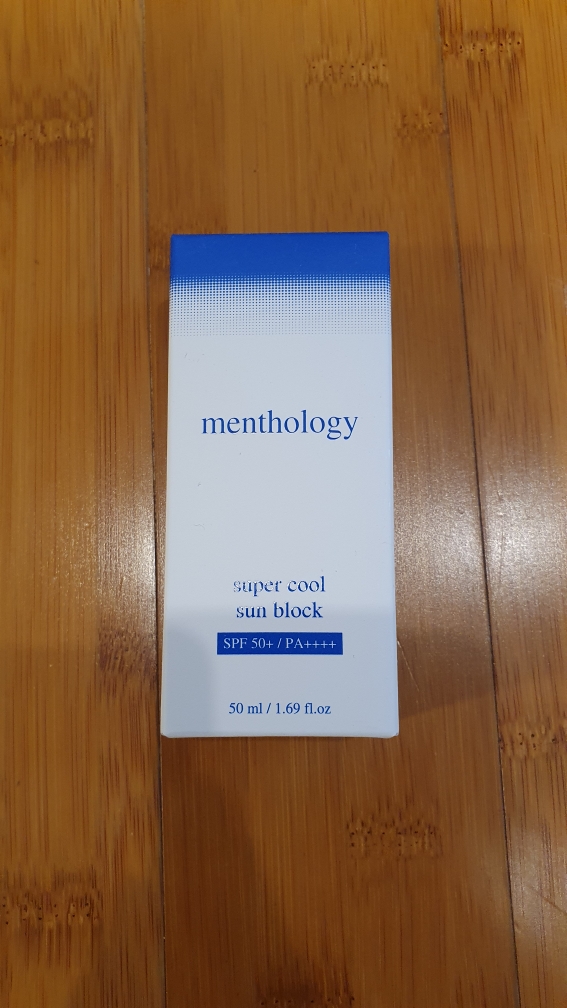 menthology
super cool
sun block
SPF 50+ / PA++++
50 ml / 1.69 fl.oz